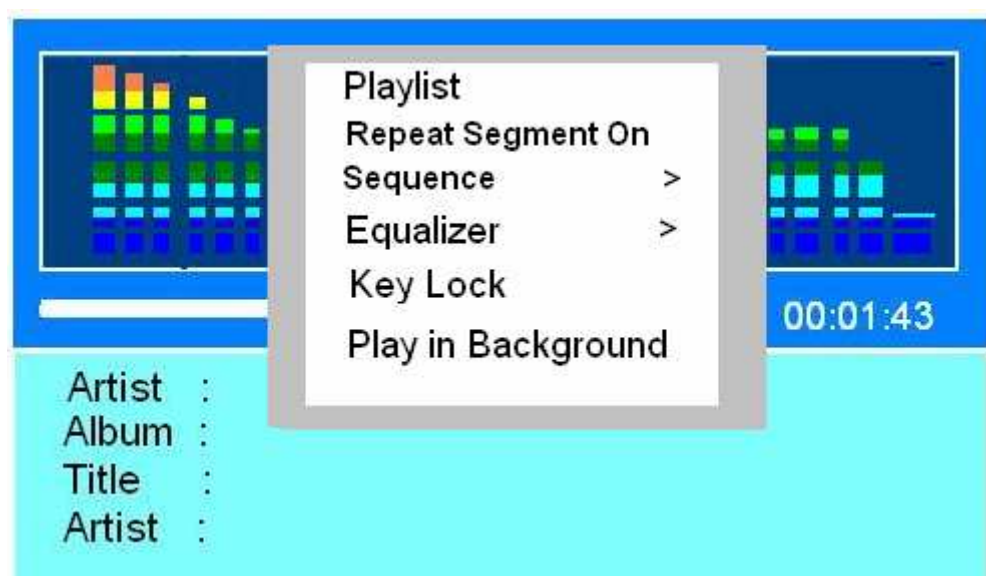 Playlist
Repeat Segment On
Sequence >
Equalizer >
Key Lock
Play in Background
00:01:43
Artist :
Album :
Title :
Artist :